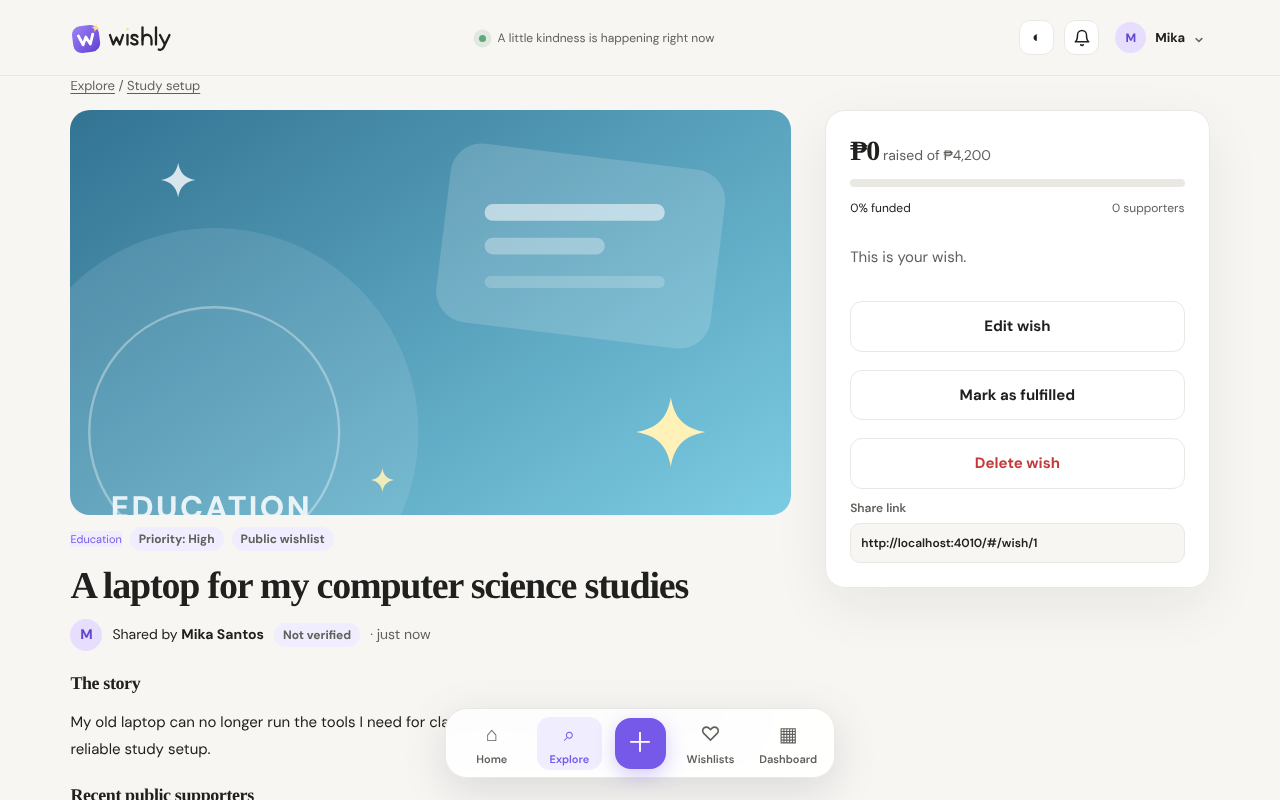 wishly
A little kindness is happening right now
M
Mika
Explore / Study setup
EDUCATION
Education
Priority: High
Public wishlist
A laptop for my computer science studies
M
Shared by Mika Santos
Not verified
· just now
The story
My old laptop can no longer run the tools I need for
reliable study setup.
Recent public supporters
₱0 raised of ₱4,200
0% funded
0 supporters
This is your wish.
Edit wish
Mark as fulfilled
Delete wish
Share link
http://localhost:4010/#/wish/1
Home
Explore
Wishlists
Dashboard